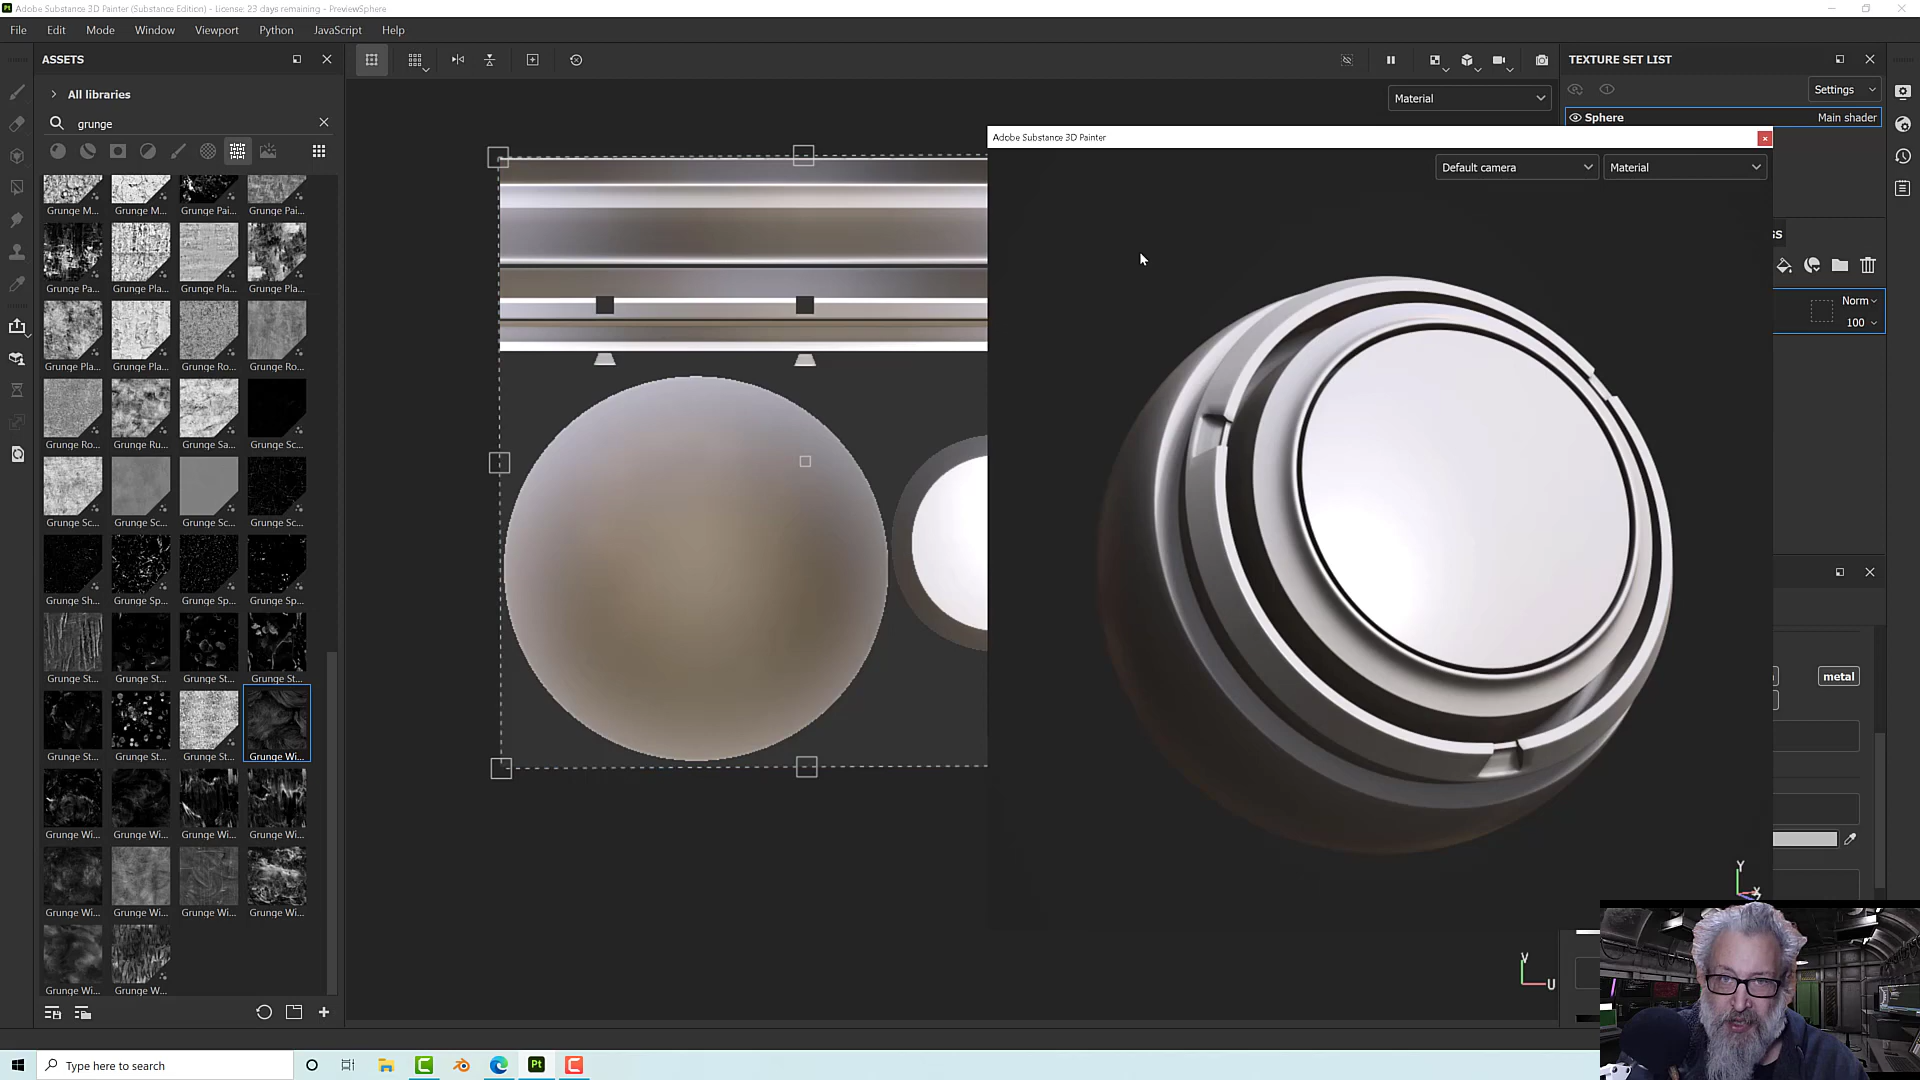 Adobe Substance 3D Painter (Substance Edition) - License: 23 days remaining - PreviewSphere
File Edit Mode Window Viewport Python JavaScript Help
ASSETS
TEXTURE SET LIST
All libraries
Settings
grunge
Material
Sphere Main shader
Adobe Substance 3D Painter
Default camera Material
Grunge M... Grunge M... Grunge Pai... Grunge Pai...
Grunge Pa... Grunge Pla... Grunge Pla... Grunge Pla...
Norm
100
Grunge Pla... Grunge Pla... Grunge Ro... Grunge Ro...
Grunge Ro... Grunge Ru... Grunge Sa... Grunge Sc...
Grunge Sc... Grunge Sc... Grunge Sc... Grunge Sc...
Grunge Sh... Grunge Sp... Grunge Sp... Grunge Sp...
Grunge St... Grunge St... Grunge St... Grunge St...
metal
Grunge St... Grunge St... Grunge St... Grunge Wi...
Grunge Wi... Grunge Wi... Grunge Wi... Grunge Wi...
Grunge Wi... Grunge Wi... Grunge Wi... Grunge Wi...
Grunge Wi... Grunge W...
Y
X
V
U
Type here to search
Pt